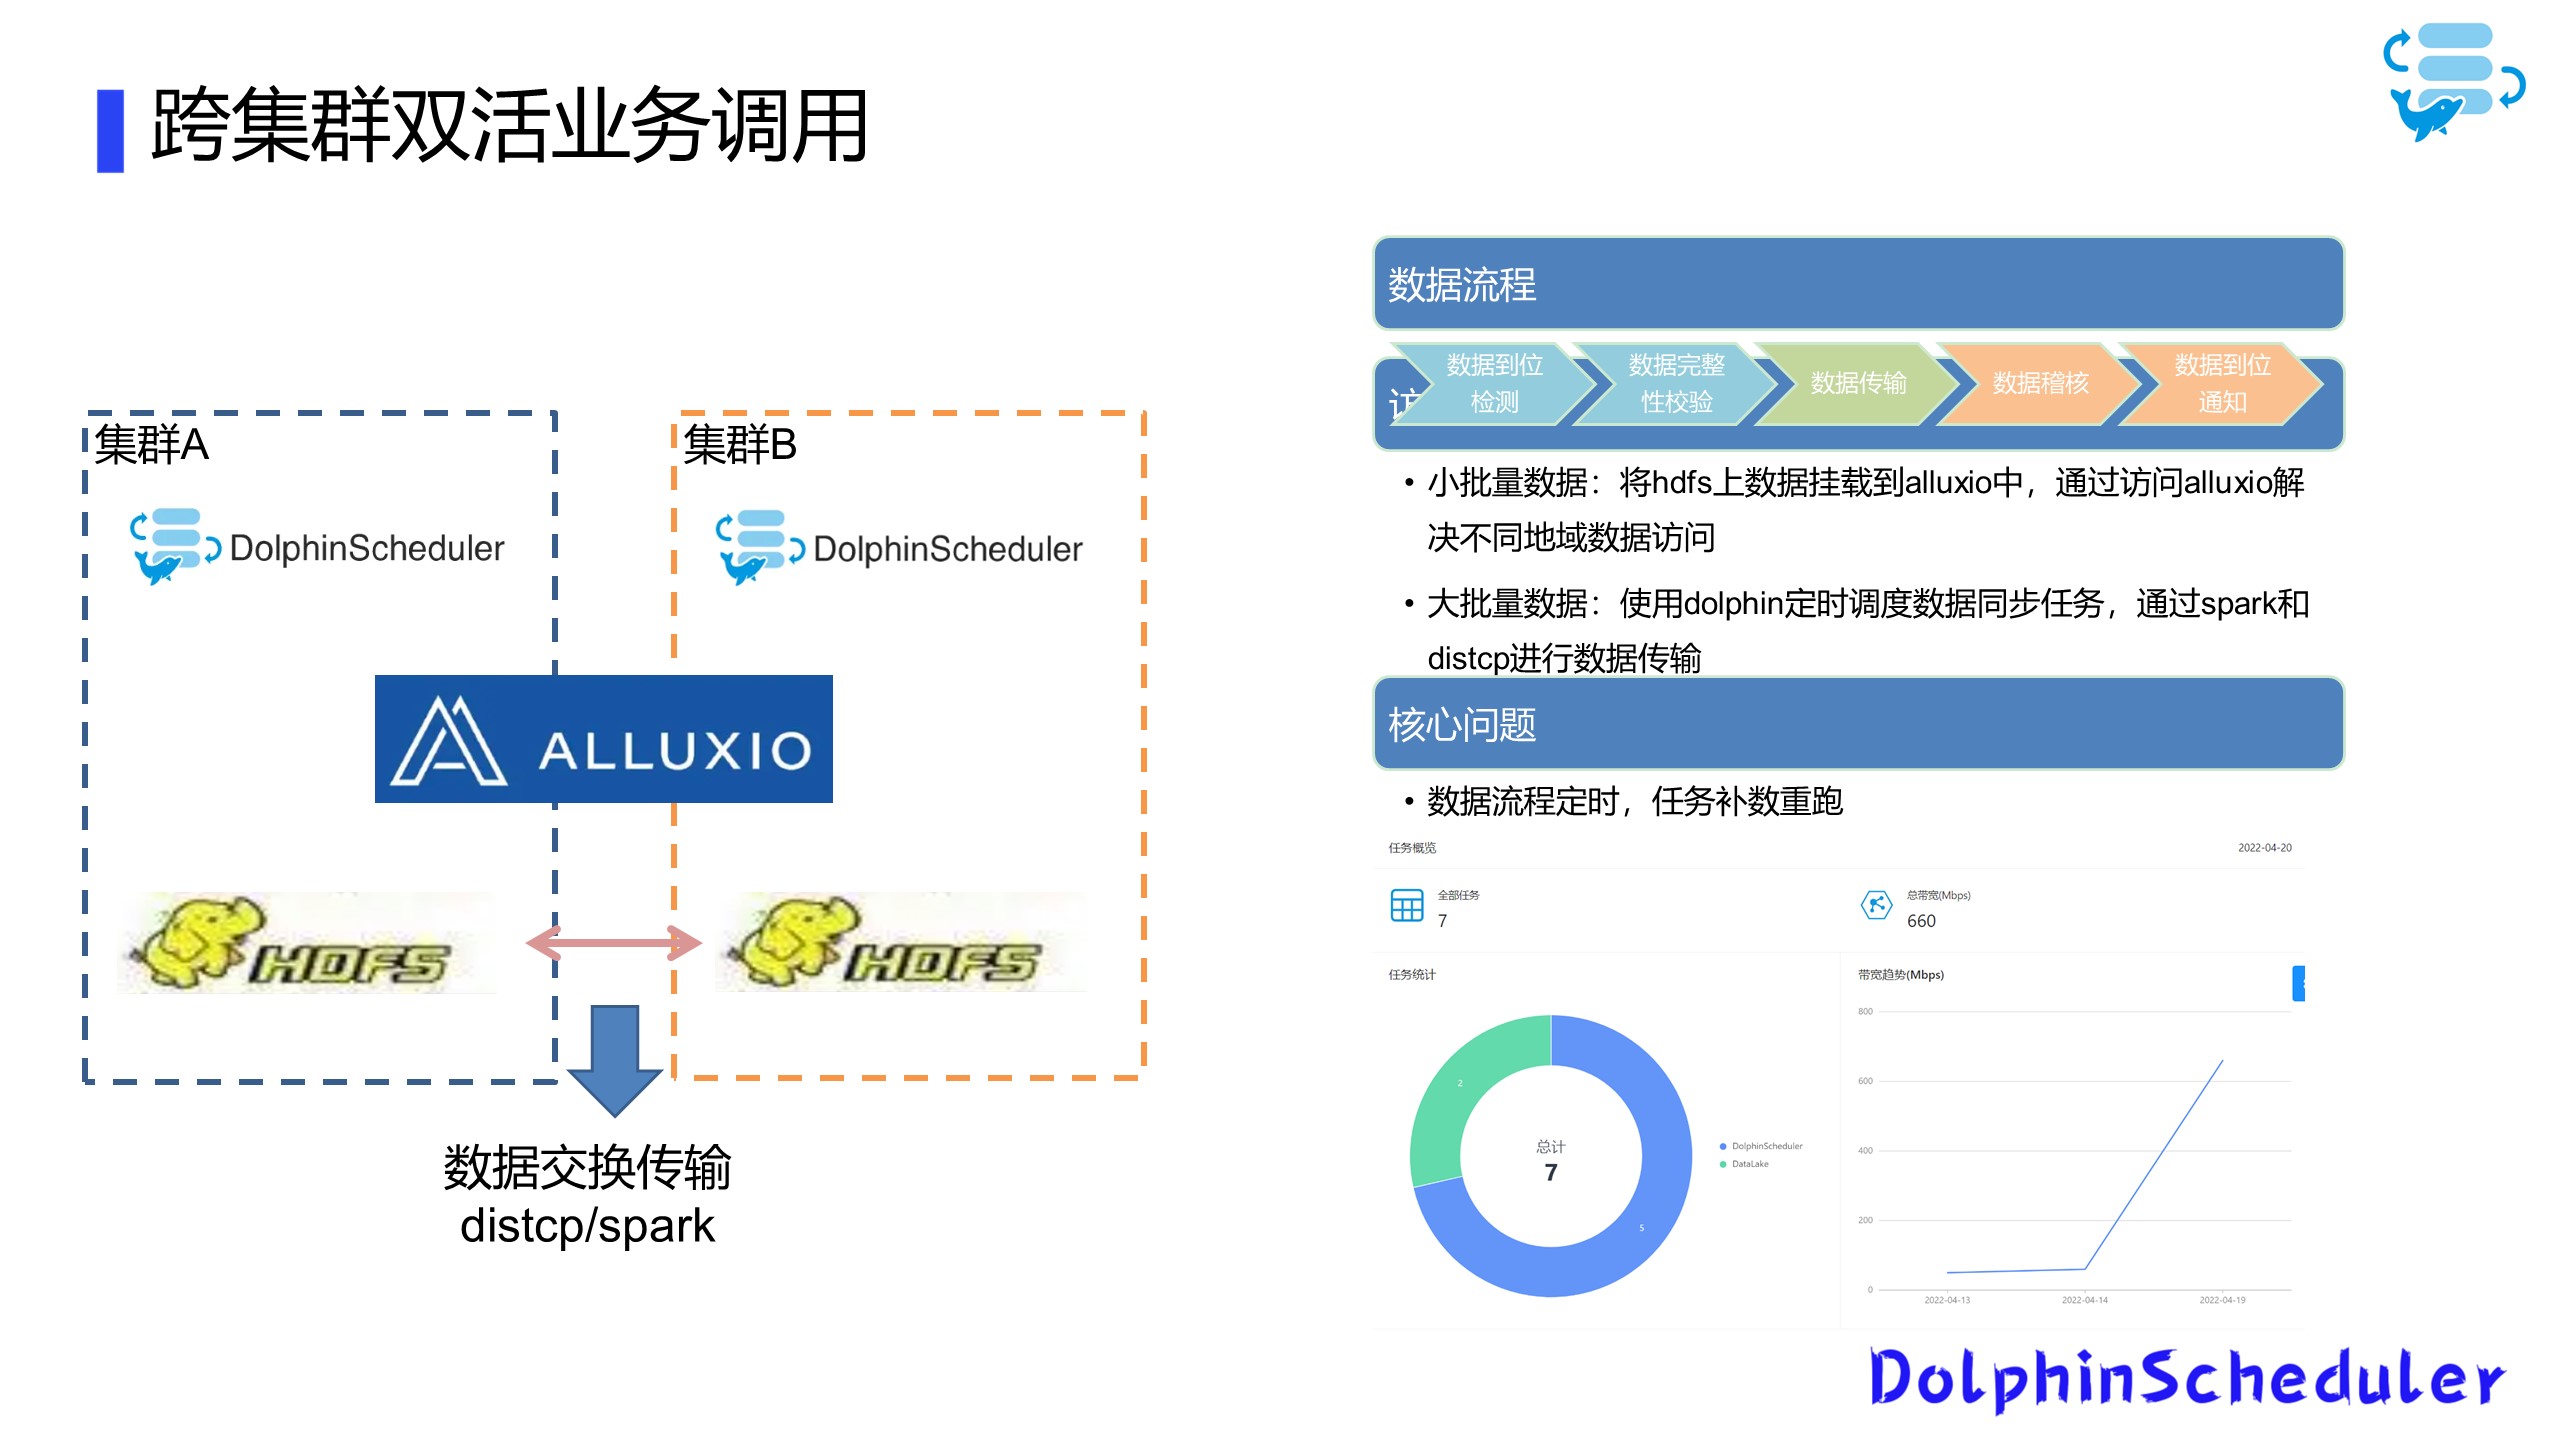 跨集群双活业务调用
集群A
DolphinScheduler
集群B
DolphinScheduler
ALLUXIO
HDFS
HDFS
数据交换传输
distcp/spark
数据流程
数据到位
检测
数据完整
性校验
数据传输
数据稽核
数据到位
通知
• 小批量数据：将hdfs上数据挂载到alluxio中，通过访问alluxio解
决不同地域数据访问
• 大批量数据：使用dolphin定时调度数据同步任务，通过spark和
distcp进行数据传输
核心问题
• 数据流程定时，任务补数重跑
任务概览
2022-04-20
全部任务
7
总带宽(Mbps)
660
任务统计
2
5
总计
7
DolphinScheduler
DataLake
带宽趋势(Mbps)
800
600
400
200
0
2022-04-13
2022-04-14
2022-04-19
DolphinScheduler